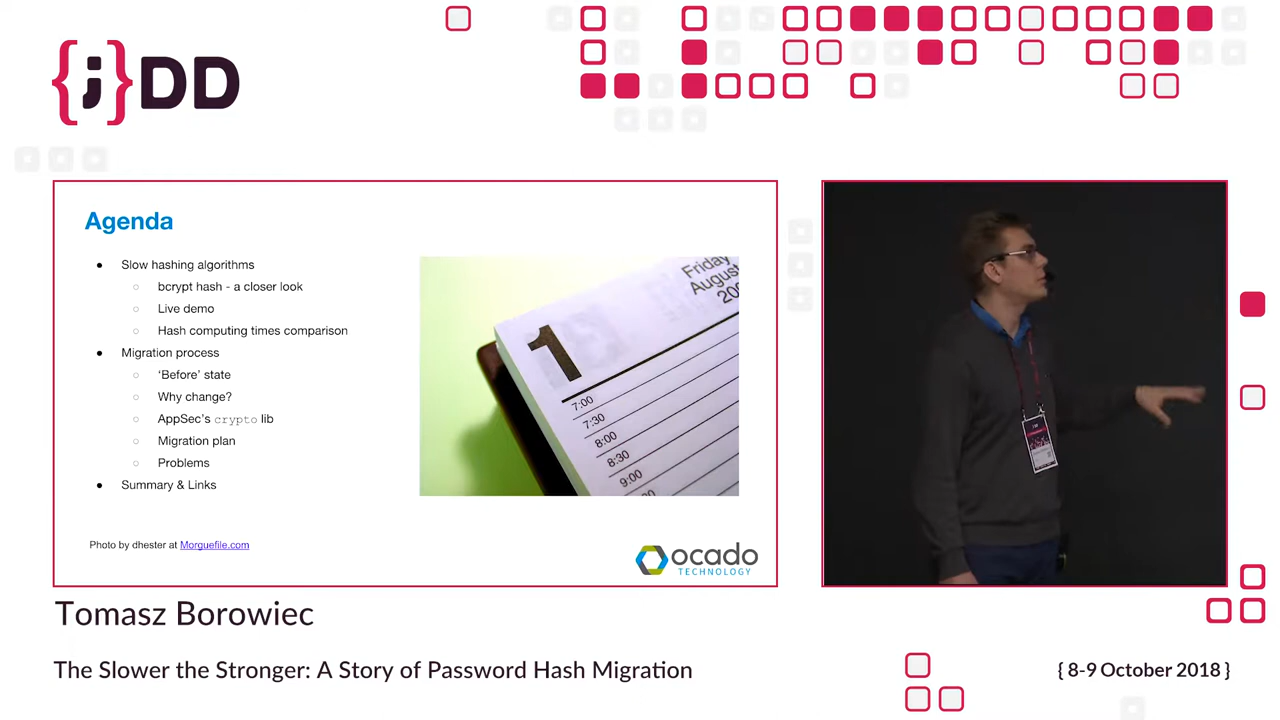 {j}DD
Agenda
● Slow hashing algorithms
○ bcrypt hash - a closer look
○ Live demo
○ Hash computing times comparison
● Migration process
○ ‘Before’ state
○ Why change?
○ AppSec’s crypto lib
○ Migration plan
○ Problems
● Summary & Links
Friday
August
200
1
7:00
7:30
8:00
8:30
9:00
Photo by dhester at Morguefile.com
ocado
TECHNOLOGY
Tomasz Borowiec
The Slower the Stronger: A Story of Password Hash Migration
{ 8-9 October 2018 }